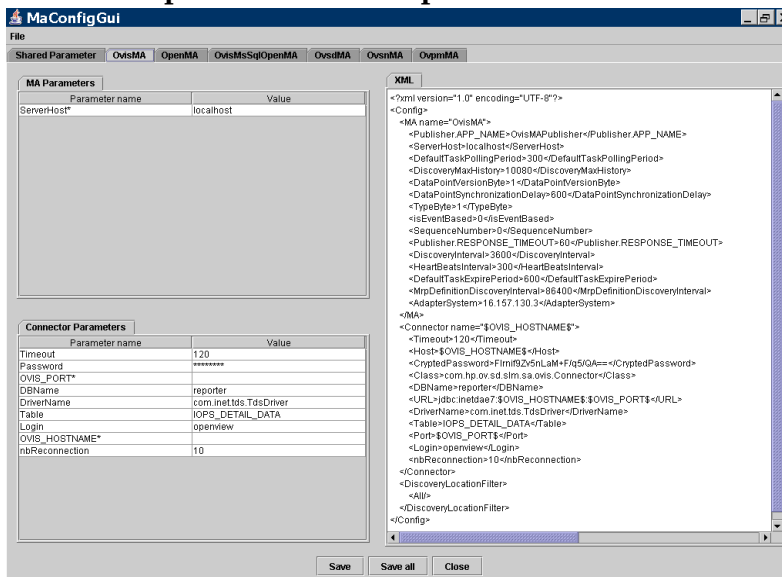 MaConfigGui
File
Shared Parameter OvisMA OpenMA OvisMsSqlOpenMA OvsdMA OvsnMA OvpmMA
MA Parameters
Parameter name Value
ServerHost* localhost
Connector Parameters
Parameter name Value
Timeout 120
Password ********
OVIS_PORT*
DBName reporter
DriverName com.inet.tds.TdsDriver
Table IOPS_DETAIL_DATA
Login openview
OVIS_HOSTNAME*
nbReconnection 10
XML
<?xml version="1.0" encoding="UTF-8"?>
<Config>
<MA name="OvisMA">
<Publisher.APP_NAME>OvisMAPublisher</Publisher.APP_NAME>
<ServerHost>localhost</ServerHost>
<DefaultTaskPollingPeriod>300</DefaultTaskPollingPeriod>
<DiscoveryMaxHistory>10080</DiscoveryMaxHistory>
<DataPointVersionByte>1</DataPointVersionByte>
<DataPointSynchronizationDelay>600</DataPointSynchronizationDelay>
<TypeByte>1</TypeByte>
<isEventBased>0</isEventBased>
<SequenceNumber>0</SequenceNumber>
<Publisher.RESPONSE_TIMEOUT>60</Publisher.RESPONSE_TIMEOUT>
<DiscoveryInterval>3600</DiscoveryInterval>
<HeartBeatsInterval>300</HeartBeatsInterval>
<DefaultTaskExpirePeriod>600</DefaultTaskExpirePeriod>
<MrpDefinitionDiscoveryInterval>86400</MrpDefinitionDiscoveryInterval>
<AdapterSystem>16.157.130.3</AdapterSystem>
</MA>
<Connector name="$OVIS_HOSTNAME$">
<Timeout>120</Timeout>
<Host>$OVIS_HOSTNAME$</Host>
<CryptedPassword>Flrnif9Zv5nLaM+F/q5/QA==</CryptedPassword>
<Class>com.hp.ov.sd.slm.sa.ovis.Connector</Class>
<DBName>reporter</DBName>
<URL>jdbc:inetdae7:$OVIS_HOSTNAME$:$OVIS_PORT$</URL>
<DriverName>com.inet.tds.TdsDriver</DriverName>
<Table>IOPS_DETAIL_DATA</Table>
<Port>$OVIS_PORT$</Port>
<Login>openview</Login>
<nbReconnection>10</nbReconnection>
</Connector>
<DiscoveryLocationFilter>
<All/>
</DiscoveryLocationFilter>
</Config>
Save Save all Close